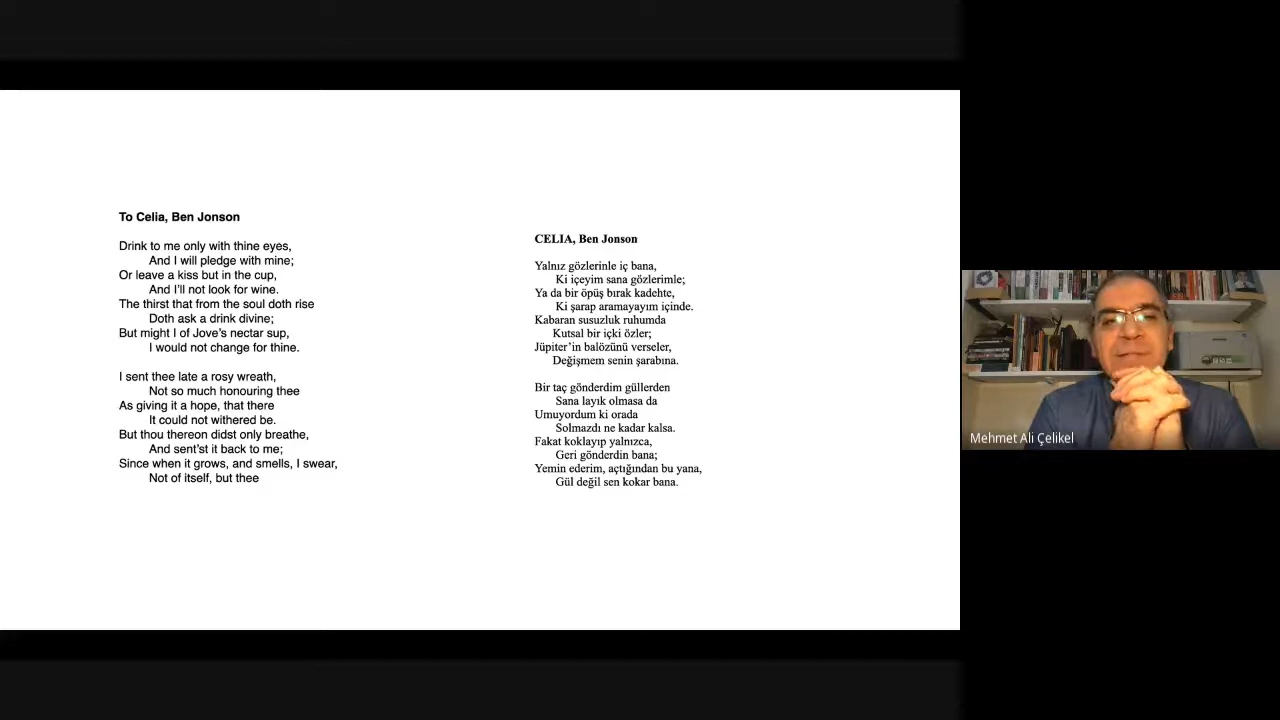 To Celia, Ben Jonson
Drink to me only with thine eyes,
And I will pledge with mine;
Or leave a kiss but in the cup,
And I'll not look for wine.
The thirst that from the soul doth rise
Doth ask a drink divine;
But might I of Jove's nectar sup,
I would not change for thine.
I sent thee late a rosy wreath,
Not so much honouring thee
As giving it a hope, that there
It could not withered be.
But thou thereon didst only breathe,
And sent'st it back to me;
Since when it grows, and smells, I swear,
Not of itself, but thee
CELIA, Ben Jonson
Yalnız gözlerinle iç bana,
Ki içeyim sana gözlerimle;
Ya da bir öpüş bırak kadehte,
Ki şarap aramayayım içinde.
Kabaran susuzluk ruhumda
Kutsal bir içki özler;
Jüpiter'in balözünü verseler,
Değişmem senin şarabına.
Bir taç gönderdim güllerden
Sana layık olmasa da
Umuyordum ki orada
Solmazdı ne kadar kalsa.
Fakat koklayıp yalnızca,
Geri gönderdin bana;
Yemin ederim, açtığından bu yana,
Gül değil sen kokar bana.
Mehmet Ali Çelikel